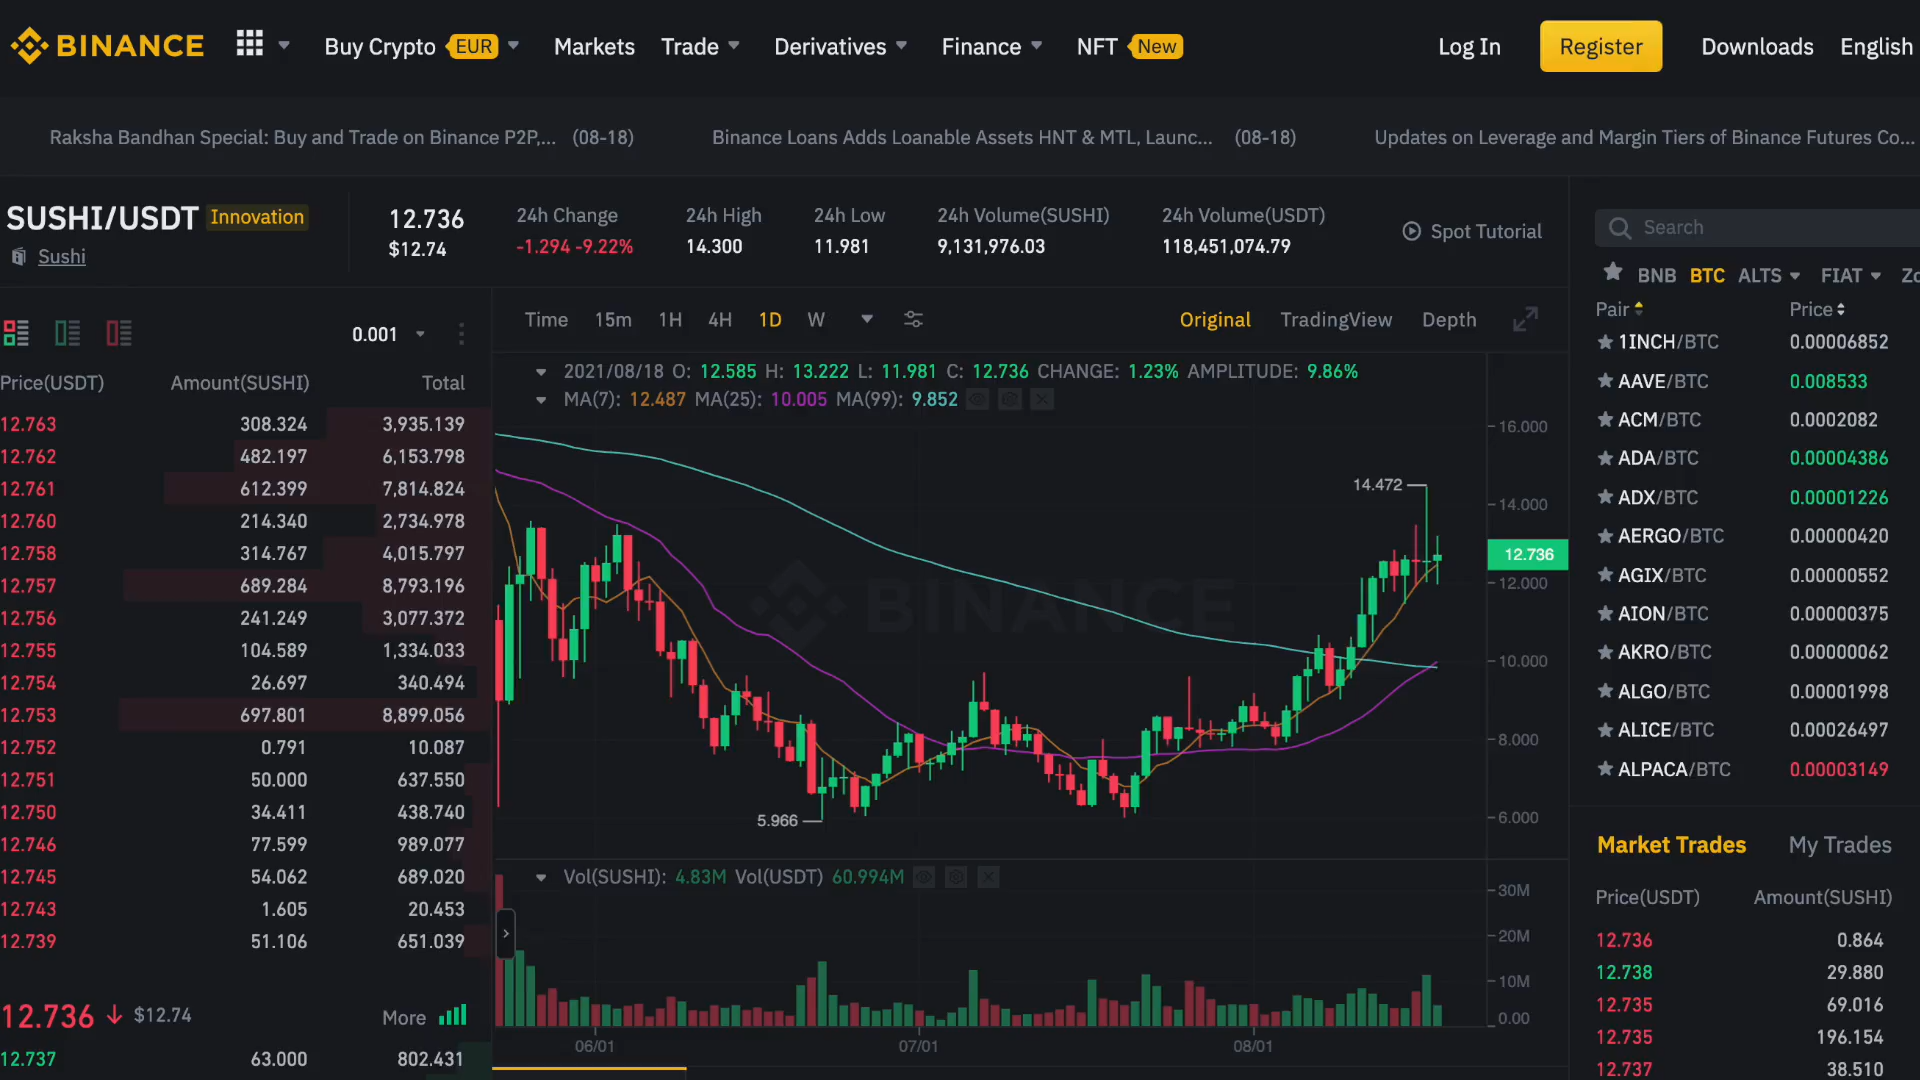 BINANCE
Buy Crypto EUR Markets Trade Derivatives Finance NFT New Log In Register Downloads English
Raksha Bandhan Special: Buy and Trade on Binance P2P,... (08-18) Binance Loans Adds Loanable Assets HNT & MTL, Launc... (08-18) Updates on Leverage and Margin Tiers of Binance Futures Co...
SUSHI/USDT Innovation
Sushi
12.736
$12.74
24h Change
-1.294 -9.22%
24h High
14.300
24h Low
11.981
24h Volume(SUSHI)
9,131,976.03
24h Volume(USDT)
118,451,074.79
Spot Tutorial
0.001
Price(USDT) Amount(SUSHI) Total
12.763 308.324 3,935.139
12.762 482.197 6,153.798
12.761 612.399 7,814.824
12.760 214.340 2,734.978
12.758 314.767 4,015.797
12.757 689.284 8,793.196
12.756 241.249 3,077.372
12.755 104.589 1,334.033
12.754 26.697 340.494
12.753 697.801 8,899.056
12.752 0.791 10.087
12.751 50.000 637.550
12.750 34.411 438.740
12.746 77.599 989.077
12.745 54.062 689.020
12.743 1.605 20.453
12.739 51.106 651.039
12.736 $12.74 More
12.737 63.000 802.431
Time 15m 1H 4H 1D W Original TradingView Depth
2021/08/18 O: 12.585 H: 13.222 L: 11.981 C: 12.736 CHANGE: 1.23% AMPLITUDE: 9.86%
MA(7): 12.487 MA(25): 10.005 MA(99): 9.852
16.000
14.472
14.000
12.736
12.000
BINANCE
10.000
8.000
5.966
6.000
Vol(SUSHI): 4.83M Vol(USDT) 60.994M
30M
20M
10M
0.00
06/01 07/01 08/01
Search
BNB BTC ALTS FIAT Zo
Pair Price
1INCH/BTC 0.00006852
AAVE/BTC 0.008533
ACM/BTC 0.0002082
ADA/BTC 0.00004386
ADX/BTC 0.00001226
AERGO/BTC 0.00000420
AGIX/BTC 0.00000552
AION/BTC 0.00000375
AKRO/BTC 0.00000062
ALGO/BTC 0.00001998
ALICE/BTC 0.00026497
ALPACA/BTC 0.00003149
Market Trades My Trades
Price(USDT) Amount(SUSHI)
12.736 0.864
12.738 29.880
12.735 69.016
12.735 196.154
12.737 38.510